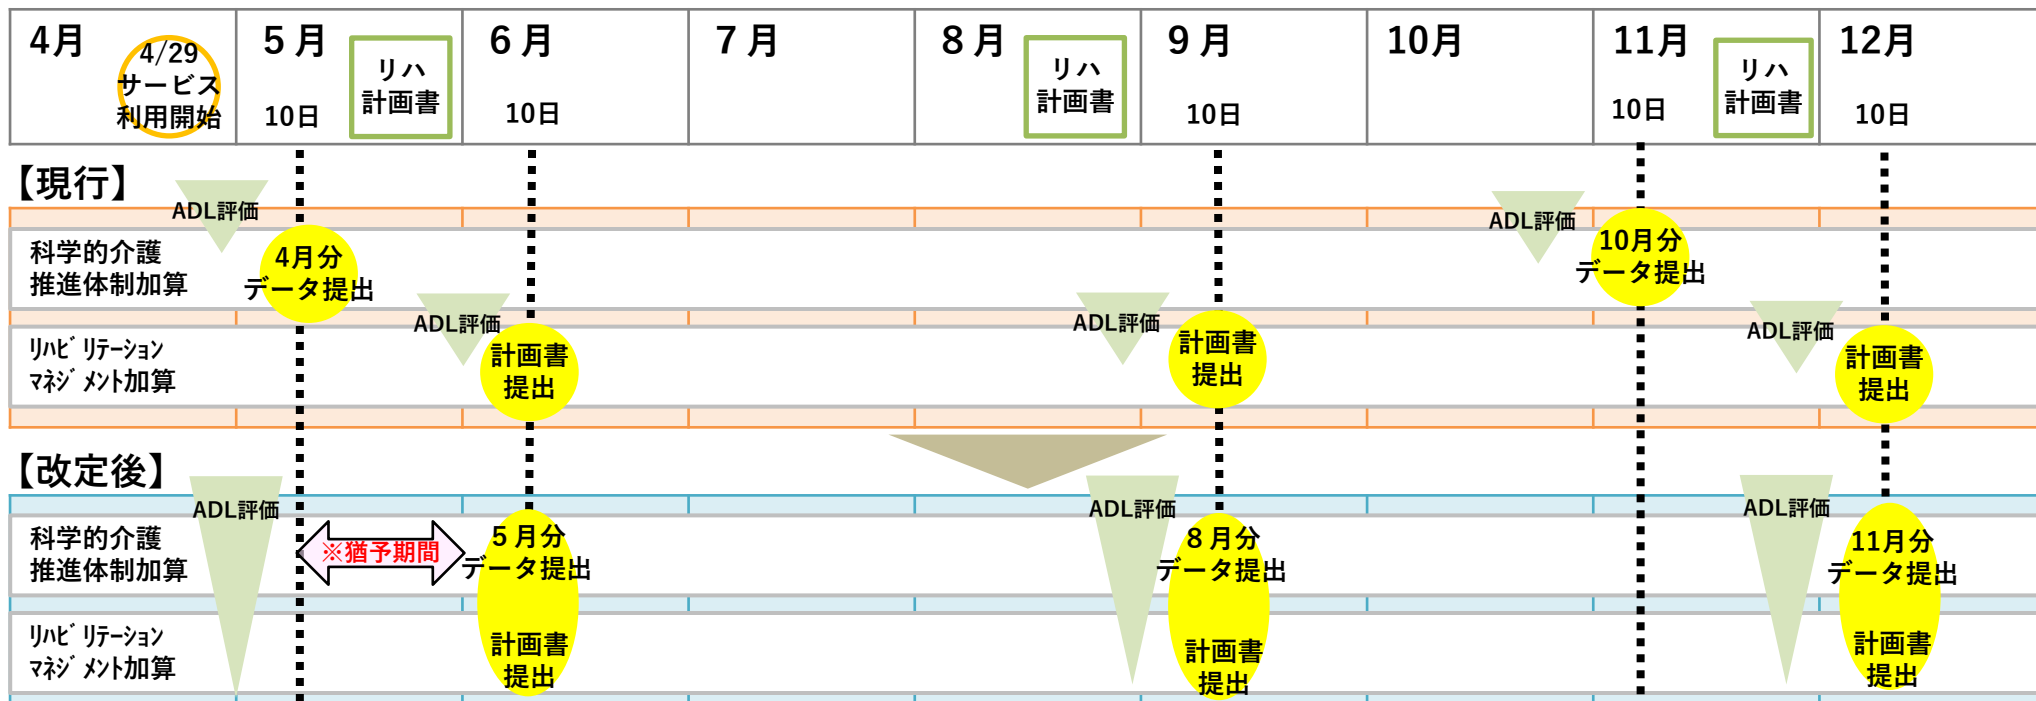 4月
4/29
サービス
利用開始
５月
10日
リハ
計画書
６月
10日
７月
８月
リハ
計画書
９月
10日
10月
11月
10日
リハ
計画書
12月
10日
【現行】
ADL評価
ADL評価
科学的介護
推進体制加算
4月分
データ提出
10月分
データ提出
ADL評価
ADL評価
ADL評価
ﾘﾊﾋﾞﾘﾃｰｼｮﾝ
ﾏﾈｼﾞﾒﾝﾄ加算
計画書
提出
計画書
提出
計画書
提出
【改定後】
ADL評価
ADL評価
ADL評価
科学的介護
推進体制加算
※猶予期間
５月分
データ提出
８月分
データ提出
11月分
データ提出
ﾘﾊﾋﾞﾘﾃｰｼｮﾝ
ﾏﾈｼﾞﾒﾝﾄ加算
計画書
提出
計画書
提出
計画書
提出